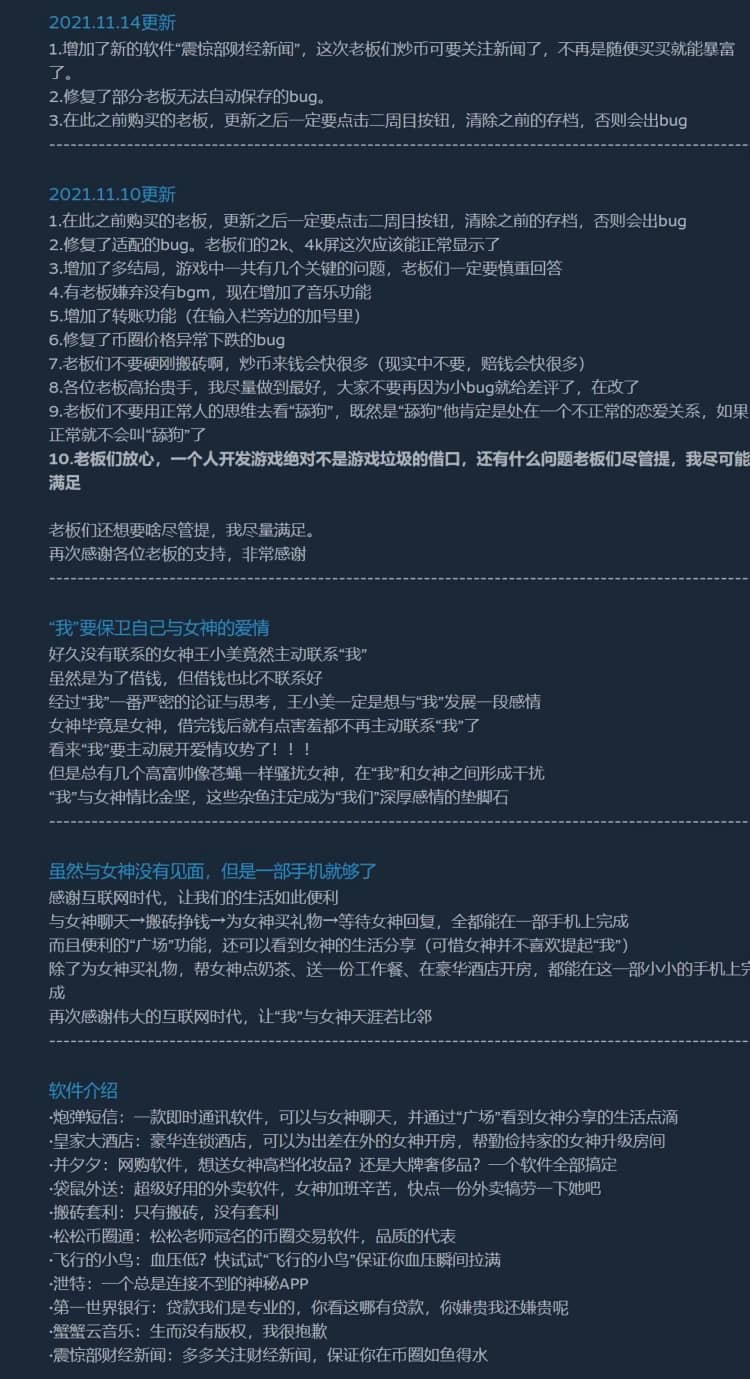 2021.11.14更新
1.增加了新的软件“震惊部财经新闻”，这次老板们炒币可要关注新闻了，不再是随便买买就能暴富
了。
2.修复了部分老板无法自动保存的bug。
3.在此之前购买的老板，更新之后一定要点击二周目按钮，清除之前的存档，否则会出bug
--------------------------------------------------------------------------------------------------
2021.11.10更新
1.在此之前购买的老板，更新之后一定要点击二周目按钮，清除之前的存档，否则会出bug
2.修复了适配的bug。老板们的2k、4k屏这次应该能正常显示了
3.增加了多结局，游戏中一共有几个关键的问题，老板们一定要慎重回答
4.有老板嫌弃没有bgm，现在增加了音乐功能
5.增加了转账功能（在输入栏旁边的加号里）
6.修复了币圈价格异常下跌的bug
7.老板们不要硬刚搬砖啊，炒币来钱会快很多（现实中不要，赔钱会快很多）
8.各位老板高抬贵手，我尽量做到最好，大家不要再因为小bug就给差评了，在改了
9.老板们不要用正常人的思维去看“舔狗”，既然是“舔狗”他肯定是处在一个不正常的恋爱关系，如果
正常就不会叫“舔狗”了
10.老板们放心，一个人开发游戏绝对不是游戏垃圾的借口，还有什么问题老板们尽管提，我尽可能
满足
老板们还想要啥尽管提，我尽量满足。
再次感谢各位老板的支持，非常感谢
--------------------------------------------------------------------------------------------------
“我”要保卫自己与女神的爱情
好久没有联系的女神王小美竟然主动联系“我”
虽然是为了借钱，但借钱也比不联系好
经过“我”一番严密的论证与思考，王小美一定是想与“我”发展一段感情
女神毕竟是女神，借完钱后就有点害羞都不再主动联系“我”了
看来“我”要主动展开爱情攻势了！！！
但是总有几个高富帅像苍蝇一样骚扰女神，在“我”和女神之间形成干扰
“我”与女神情比金坚，这些杂鱼注定成为“我们”深厚感情的垫脚石
--------------------------------------------------------------------------------------------------
虽然与女神没有见面，但是一部手机就够了
感谢互联网时代，让我们的生活如此便利
与女神聊天→搬砖挣钱→为女神买礼物→等待女神回复，全都能在一部手机上完成
而且便利的“广场”功能，还可以看到女神的生活分享（可惜女神并不喜欢提起“我”）
除了为女神买礼物，帮女神点奶茶、送一份工作餐、在豪华酒店开房，都能在这一部小小的手机上完
成
再次感谢伟大的互联网时代，让“我”与女神天涯若比邻
--------------------------------------------------------------------------------------------------
软件介绍
·炮弹短信：一款即时通讯软件，可以与女神聊天，并通过“广场”看到女神分享的生活点滴
·皇家大酒店：豪华连锁酒店，可以为出差在外的女神开房，帮勤俭持家的女神升级房间
·并夕夕：网购软件，想送女神高档化妆品？还是大牌奢侈品？一个软件全部搞定
·袋鼠外送：超级好用的外卖软件，女神加班辛苦，快点一份外卖犒劳一下她吧
·搬砖套利：只有搬砖，没有套利
·松松币圈通：松松老师冠名的币圈交易软件，品质的代表
·飞行的小鸟：血压低？快试试“飞行的小鸟”保证你血压瞬间拉满
·泄特：一个总是连接不到的神秘APP
·第一世界银行：贷款我们是专业的，你看这哪有贷款，你嫌贵我还嫌贵呢
·蟹蟹云音乐：生而没有版权，我很抱歉
·震惊部财经新闻：多多关注财经新闻，保证你在币圈如鱼得水